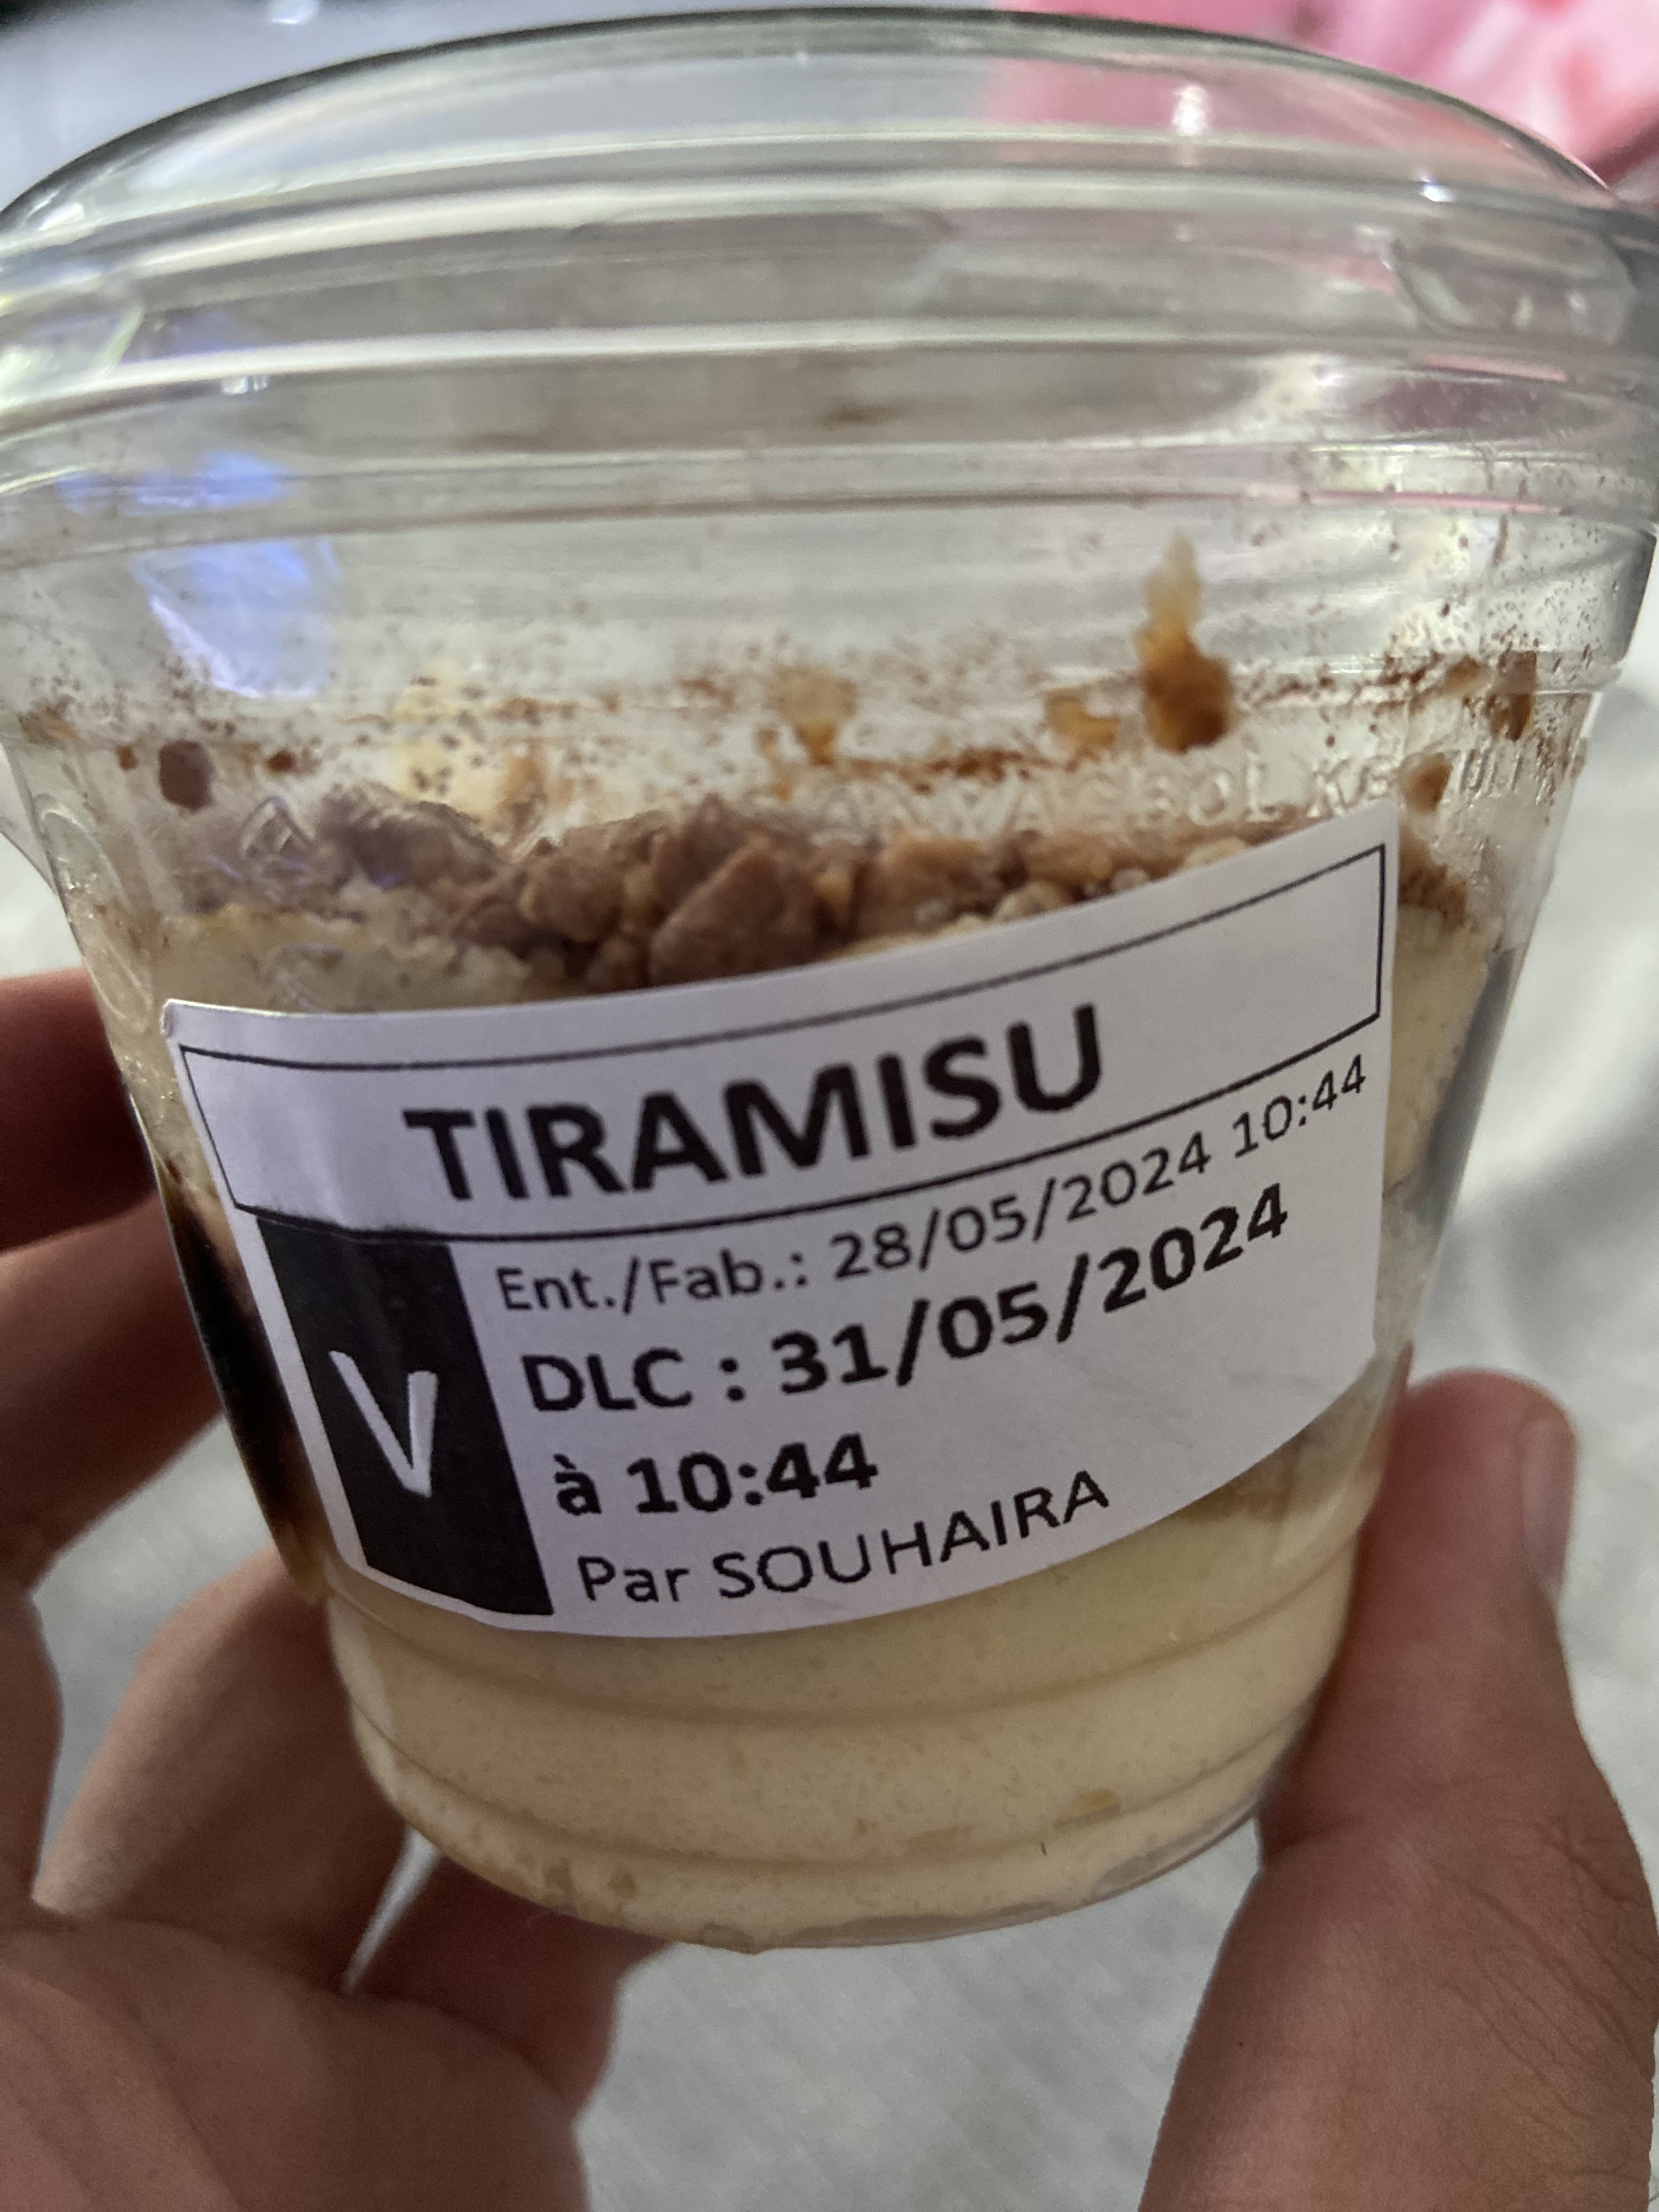 TIRAMISU
Ent./Fab.: 28/05/2024 10:44
V
DLC : 31/05/2024
à 10:44
Par SOUHAIRA